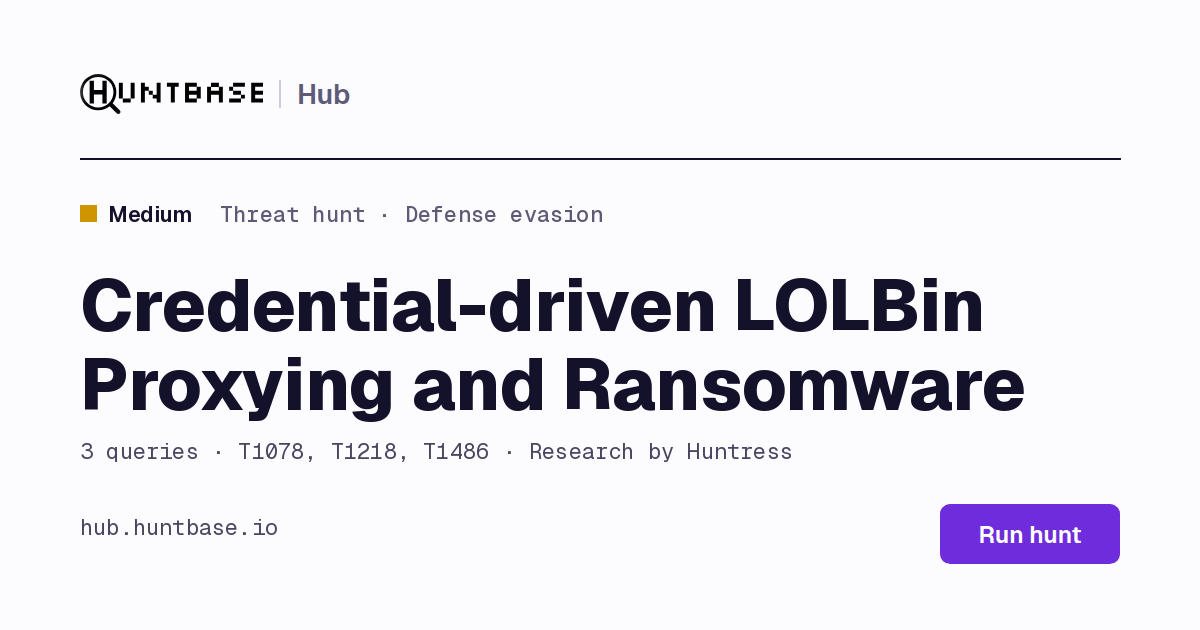 HUNTBASE | Hub
Medium Threat hunt · Defense evasion
Credential-driven LOLBin
Proxying and Ransomware
3 queries · T1078, T1218, T1486 · Research by Huntress
hub.huntbase.io
Run hunt